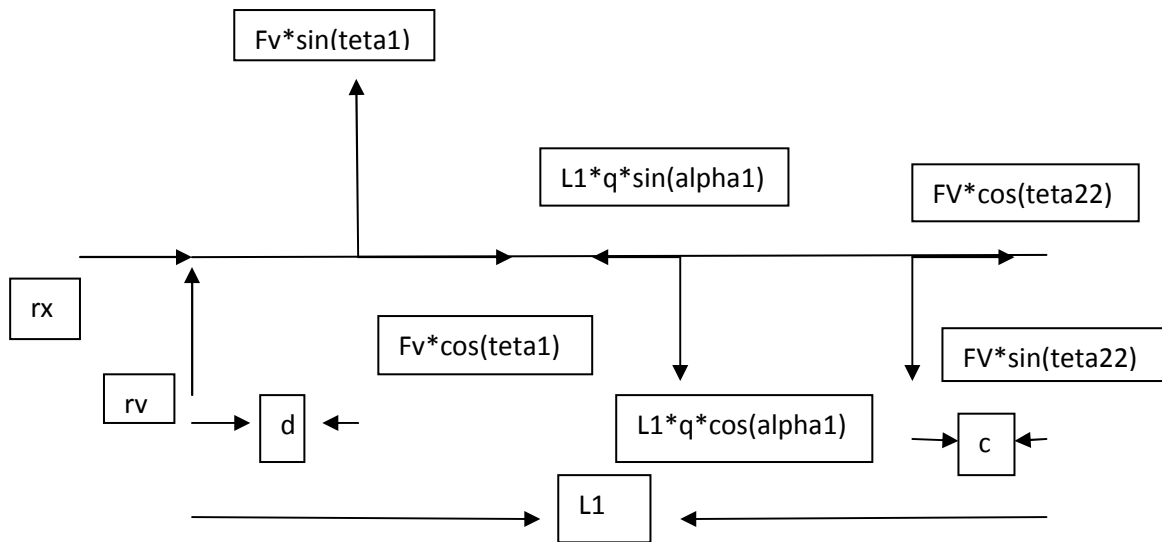 Fv*sin(teta1)
L1*q*sin(alpha1)
FV*cos(teta22)
rx
Fv*cos(teta1)
FV*sin(teta22)
rv
d
L1*q*cos(alpha1)
c
L1